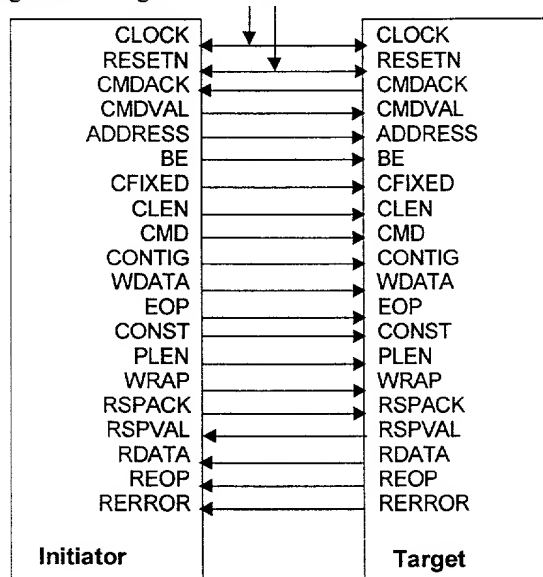 CLOCK CLOCK
RESETN RESETN
CMDACK CMDACK
CMDVAL CMDVAL
ADDRESS ADDRESS
BE BE
CFIXED CFIXED
CLEN CLEN
CMD CMD
CONTIG CONTIG
WDATA WDATA
EOP EOP
CONST CONST
PLEN PLEN
WRAP WRAP
RSPACK RSPACK
RSPVAL RSPVAL
RDATA RDATA
REOP REOP
RERROR RERROR
Initiator Target